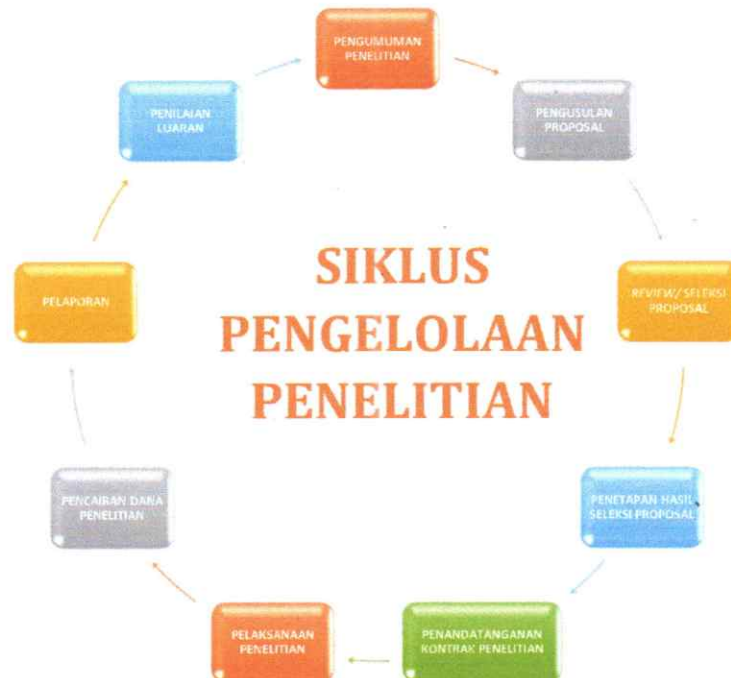 PENGUMUMAN
PENELITIAN
PENGUSULAN
PROPOSAL
REVIEW/ SELEKSI
PROPOSAL
PENETAPAN HASIL
SELEKSI PROPOSAL
PENANDATANGANAN
KONTRAK PENELITIAN
PELAKSANAAN
PENELITIAN
PENCAIRAN DANA
PENELITIAN
PELAPORAN
PENILAIAN
LUARAN
SIKLUS
PENGELOLAAN
PENELITIAN